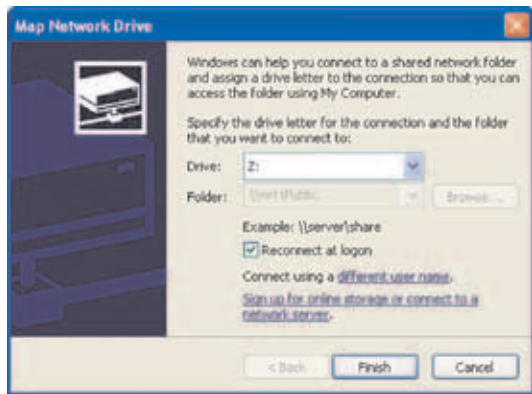 Map Network Drive
Windows can help you connect to a shared network folder
and assign a drive letter to the connection so that you can
access the folder using My Computer.
Specify the drive letter for the connection and the folder
that you want to connect to:
Drive: Z:
Folder: Browse...
Example: \\server\share
Reconnect at logon
Connect using a different user name.
Sign up for online storage or connect to a
network server.
< Back Finish Cancel